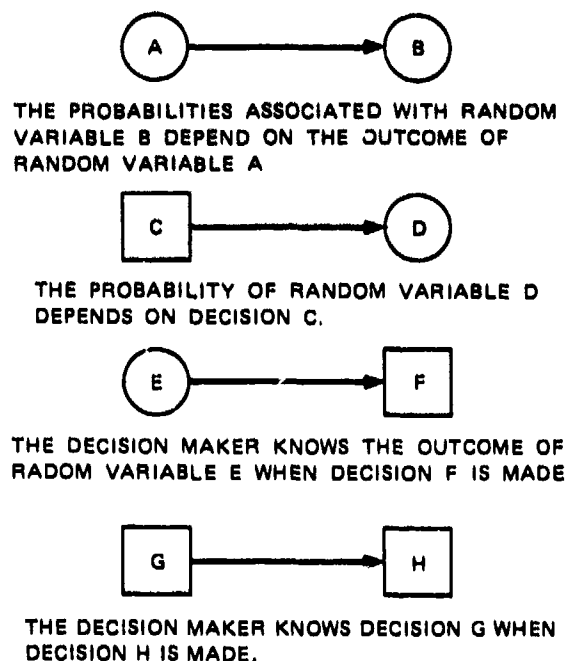 A B
THE PROBABILITIES ASSOCIATED WITH RANDOM
VARIABLE B DEPEND ON THE OUTCOME OF
RANDOM VARIABLE A
C D
THE PROBABILITY OF RANDOM VARIABLE D
DEPENDS ON DECISION C.
E F
THE DECISION MAKER KNOWS THE OUTCOME OF
RADOM VARIABLE E WHEN DECISION F IS MADE
G H
THE DECISION MAKER KNOWS DECISION G WHEN
DECISION H IS MADE.